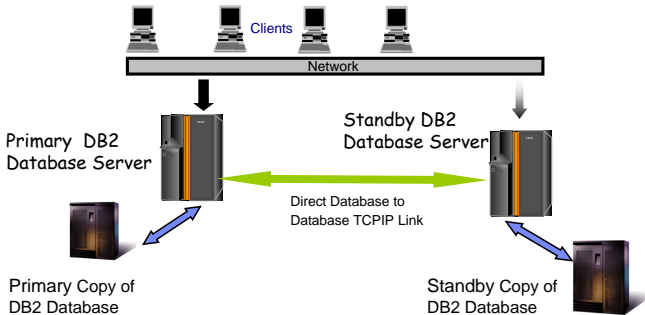 Clients
Network
Primary DB2
Database Server
Standby DB2
Database Server
Direct Database to
Database TCPIP Link
Primary Copy of
DB2 Database
Standby Copy of
DB2 Database